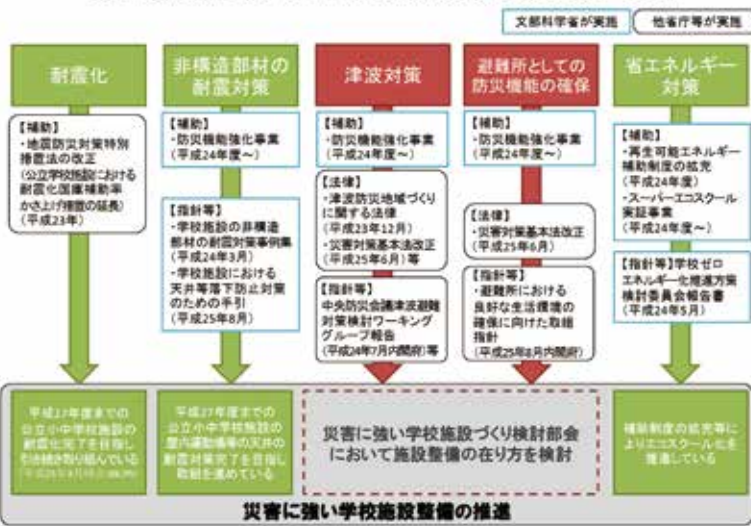 文部科学省が実施
他省庁等が実施
耐震化
【補助】
・地震防災対策特別
措置法の改正
(公立学校施設における
耐震化国庫補助率
かさ上げ措置の延長)
(平成23年)
非構造部材の
耐震対策
【補助】
・防災機能強化事業
(平成24年度～)
【指針等】
・学校施設の非構造
部材の耐震対策事例集
(平成24年3月)
・学校施設における
天井等落下防止対策
のための手引
(平成25年8月)
津波対策
【補助】
・防災機能強化事業
(平成24年度～)
【法律】
・津波防災地域づくり
に関する法律
(平成23年12月)
・災害対策基本法改正
(平成25年6月)等
【指針等】
中央防災会議津波避難
対策検討ワーキング
グループ報告
(平成24年7月内閣府)等
避難所としての
防災機能の確保
【補助】
・防災機能強化事業
(平成24年度～)
【法律】
・災害対策基本法改正
(平成25年6月)
【指針等】
・避難所における
良好な生活環境の
確保に向けた取組
指針
(平成25年8月内閣府)
省エネルギー
対策
【補助】
・再生可能エネルギー
補助制度の拡充
(平成24年度)
・スーパーエコスクール
実証事業
(平成24年度～)
【指針等】学校ゼロ
エネルギー化推進方策
検討委員会報告書
(平成24年5月)
平成27年度までの
公立小中学校施設の
耐震化完了を目指し
引き続き取り組んでいる
平成27年度までの
公立小中学校施設の
屋内運動場等の天井の
耐震対策完了を目指し
取組を進めている
災害に強い学校施設づくり検討部会
において施設整備の在り方を検討
補助制度の拡充等
によりエコスクール化を
推進している
災害に強い学校施設整備の推進